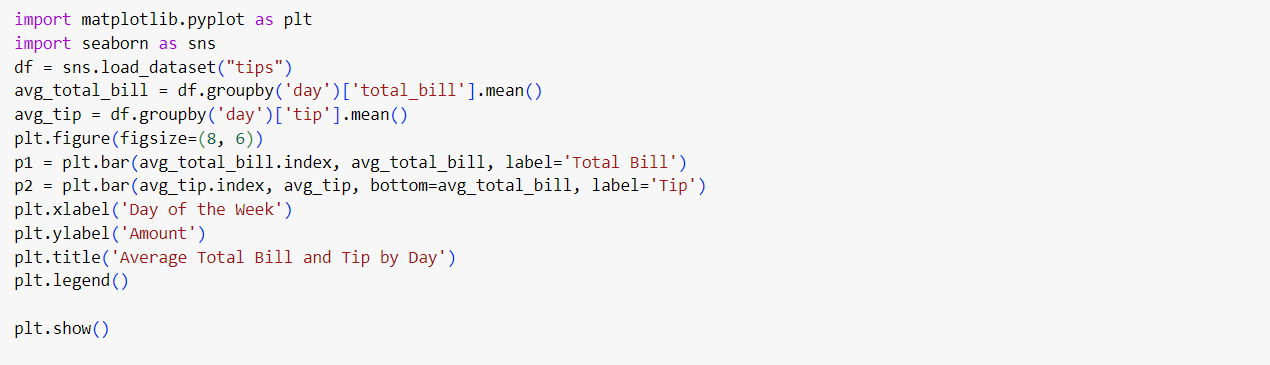 import matplotlib.pyplot as plt
import seaborn as sns
df = sns.load_dataset("tips")
avg_total_bill = df.groupby('day')['total_bill'].mean()
avg_tip = df.groupby('day')['tip'].mean()
plt.figure(figsize=(8, 6))
p1 = plt.bar(avg_total_bill.index, avg_total_bill, label='Total Bill')
p2 = plt.bar(avg_tip.index, avg_tip, bottom=avg_total_bill, label='Tip')
plt.xlabel('Day of the Week')
plt.ylabel('Amount')
plt.title('Average Total Bill and Tip by Day')
plt.legend()
plt.show()